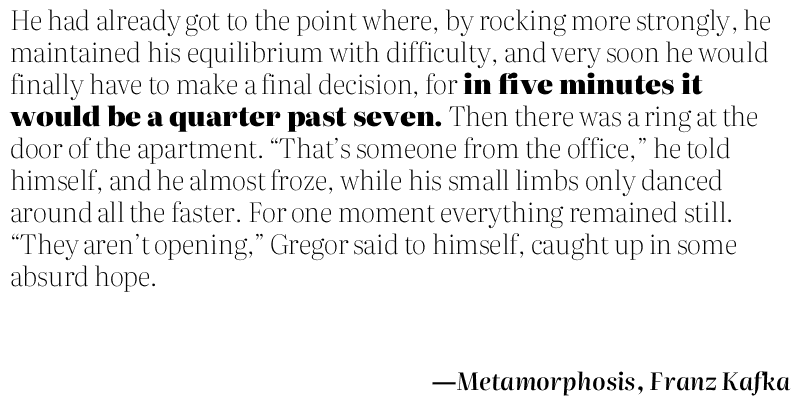 He had already got to the point where, by rocking more strongly, he
maintained his equilibrium with difficulty, and very soon he would
finally have to make a final decision, for in five minutes it
would be a quarter past seven. Then there was a ring at the
door of the apartment. “That’s someone from the office,” he told
himself, and he almost froze, while his small limbs only danced
around all the faster. For one moment everything remained still.
“They aren’t opening,” Gregor said to himself, caught up in some
absurd hope.
—Metamorphosis, Franz Kafka